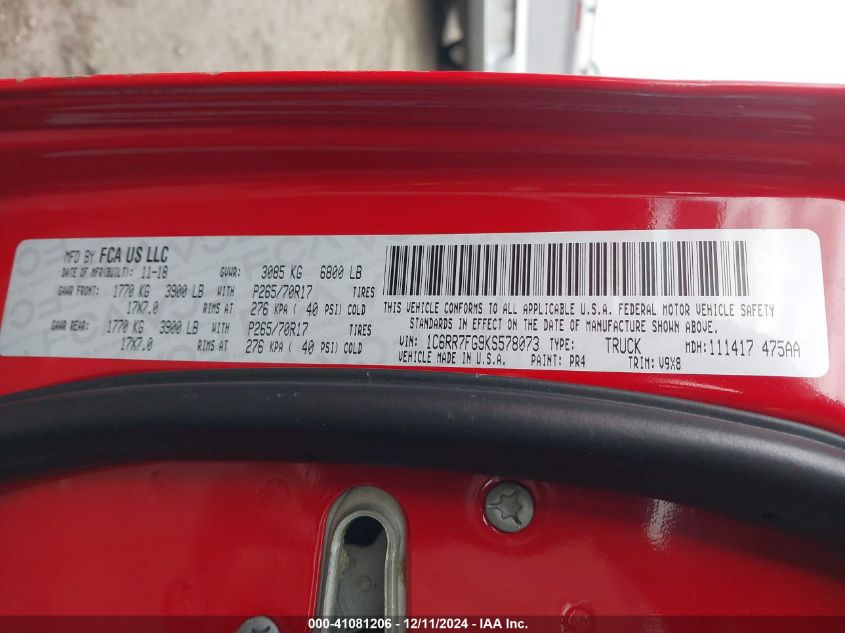 MFD BY FCA US LLC
DATE OF MFR(BUILT): 11-18 GVWR: 3085 KG 6800 LB
GAWR FRONT: 1770 KG 3900 LB WITH P265/70R17 TIRES
17X7.0 RIMS AT 276 KPA ( 40 PSI) COLD
GAWR REAR: 1770 KG 3900 LB WITH P265/70R17 TIRES
17X7.0 RIMS AT 276 KPA ( 40 PSI) COLD
THIS VEHICLE CONFORMS TO ALL APPLICABLE U.S.A. FEDERAL MOTOR VEHICLE SAFETY
STANDARDS IN EFFECT ON THE DATE OF MANUFACTURE SHOWN ABOVE.
VIN: 1C6RR7FG9KS578073 TYPE: TRUCK MDH: 111417 475AA
VEHICLE MADE IN U.S.A. PAINT: PR4 TRIM: V9X8
000-41081206 - 12/11/2024 - IAA Inc.